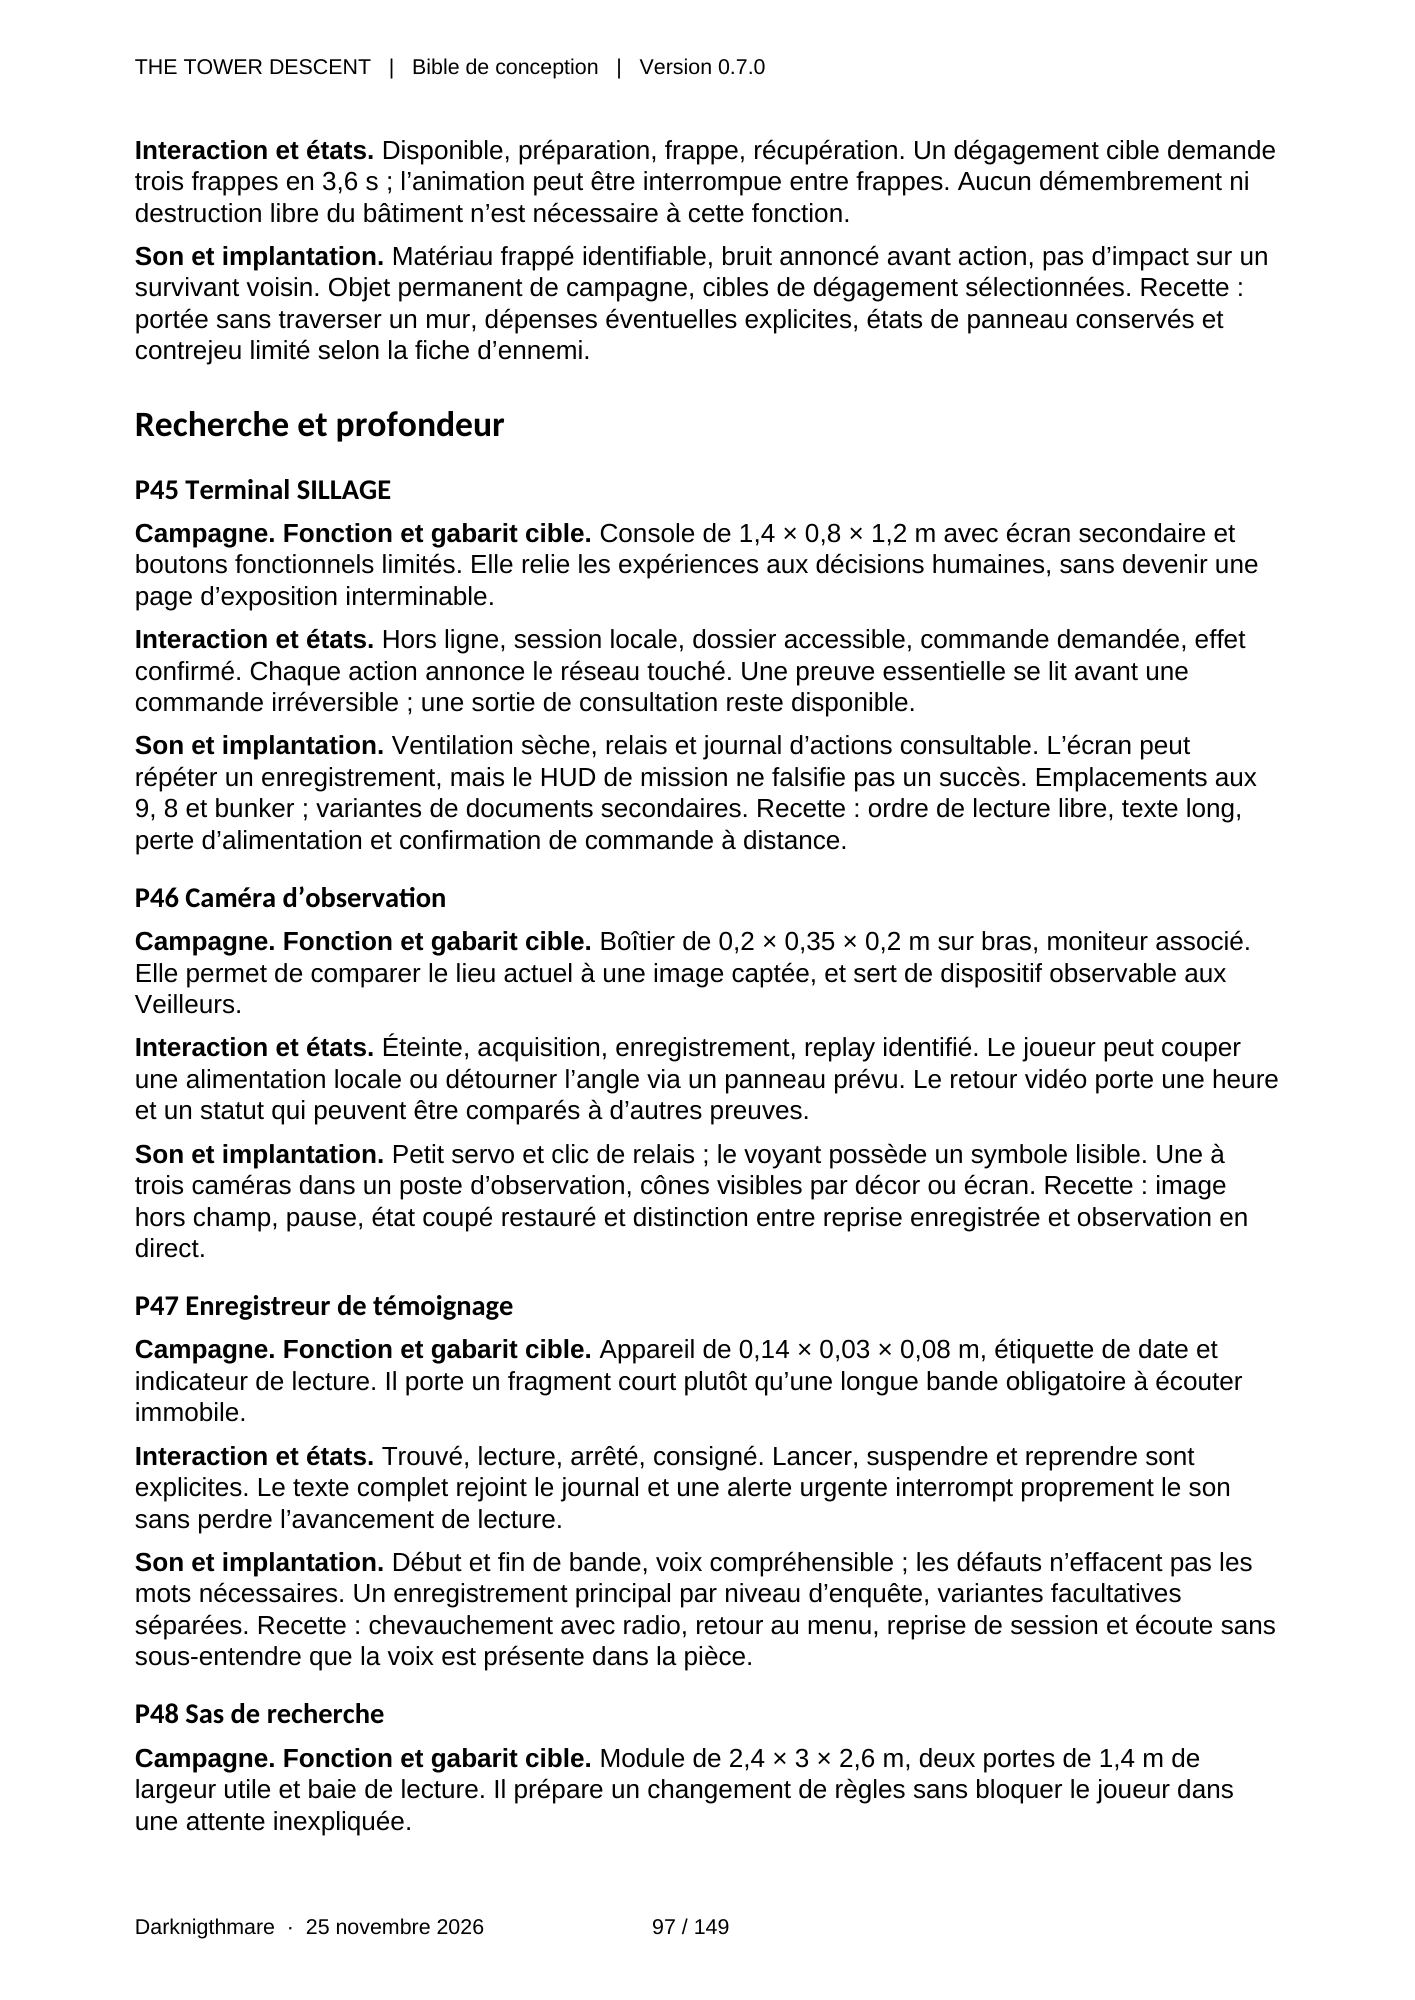 THE TOWER DESCENT | Bible de conception | Version 0.7.0
Interaction et états. Disponible, préparation, frappe, récupération. Un dégagement cible demande
trois frappes en 3,6 s ; l’animation peut être interrompue entre frappes. Aucun démembrement ni
destruction libre du bâtiment n’est nécessaire à cette fonction.
Son et implantation. Matériau frappé identifiable, bruit annoncé avant action, pas d’impact sur un
survivant voisin. Objet permanent de campagne, cibles de dégagement sélectionnées. Recette :
portée sans traverser un mur, dépenses éventuelles explicites, états de panneau conservés et
contrejeu limité selon la fiche d’ennemi.
Recherche et profondeur
P45 Terminal SILLAGE
Campagne. Fonction et gabarit cible. Console de 1,4 × 0,8 × 1,2 m avec écran secondaire et
boutons fonctionnels limités. Elle relie les expériences aux décisions humaines, sans devenir une
page d’exposition interminable.
Interaction et états. Hors ligne, session locale, dossier accessible, commande demandée, effet
confirmé. Chaque action annonce le réseau touché. Une preuve essentielle se lit avant une
commande irréversible ; une sortie de consultation reste disponible.
Son et implantation. Ventilation sèche, relais et journal d’actions consultable. L’écran peut
répéter un enregistrement, mais le HUD de mission ne falsifie pas un succès. Emplacements aux
9, 8 et bunker ; variantes de documents secondaires. Recette : ordre de lecture libre, texte long,
perte d’alimentation et confirmation de commande à distance.
P46 Caméra d’observation
Campagne. Fonction et gabarit cible. Boîtier de 0,2 × 0,35 × 0,2 m sur bras, moniteur associé.
Elle permet de comparer le lieu actuel à une image captée, et sert de dispositif observable aux
Veilleurs.
Interaction et états. Éteinte, acquisition, enregistrement, replay identifié. Le joueur peut couper
une alimentation locale ou détourner l’angle via un panneau prévu. Le retour vidéo porte une heure
et un statut qui peuvent être comparés à d’autres preuves.
Son et implantation. Petit servo et clic de relais ; le voyant possède un symbole lisible. Une à
trois caméras dans un poste d’observation, cônes visibles par décor ou écran. Recette : image
hors champ, pause, état coupé restauré et distinction entre reprise enregistrée et observation en
direct.
P47 Enregistreur de témoignage
Campagne. Fonction et gabarit cible. Appareil de 0,14 × 0,03 × 0,08 m, étiquette de date et
indicateur de lecture. Il porte un fragment court plutôt qu’une longue bande obligatoire à écouter
immobile.
Interaction et états. Trouvé, lecture, arrêté, consigné. Lancer, suspendre et reprendre sont
explicites. Le texte complet rejoint le journal et une alerte urgente interrompt proprement le son
sans perdre l’avancement de lecture.
Son et implantation. Début et fin de bande, voix compréhensible ; les défauts n’effacent pas les
mots nécessaires. Un enregistrement principal par niveau d’enquête, variantes facultatives
séparées. Recette : chevauchement avec radio, retour au menu, reprise de session et écoute sans
sous-entendre que la voix est présente dans la pièce.
P48 Sas de recherche
Campagne. Fonction et gabarit cible. Module de 2,4 × 3 × 2,6 m, deux portes de 1,4 m de
largeur utile et baie de lecture. Il prépare un changement de règles sans bloquer le joueur dans
une attente inexpliquée.
Darknigthmare · 25 novembre 2026 97 / 149